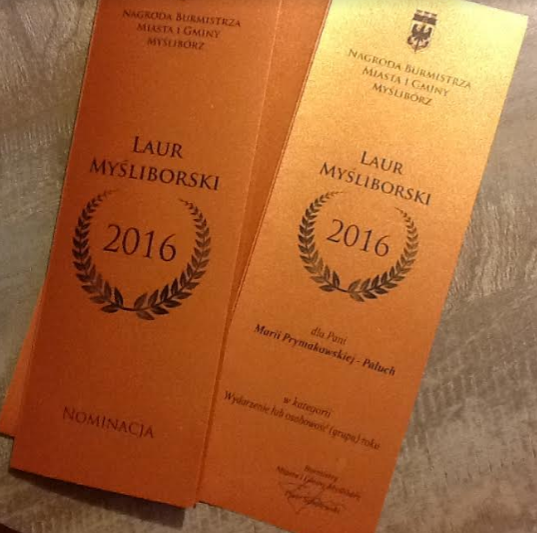 NAGRODA BURMISTRZA
MIASTA I GMINY
MYŚLIBÓRZ
LAUR
MYŚLIBORSKI
2016
NOMINACJA
NAGRODA BURMISTRZA
MIASTA I GMINY
MYŚLIBÓRZ
LAUR
MYŚLIBORSKI
2016
dla Pani
Marii Prymakowskiej - Paluch
w kategorii
Wydarzenie lub osobowość (grupa) roku
Burmistrz
Miasta i Gminy Myślibórz